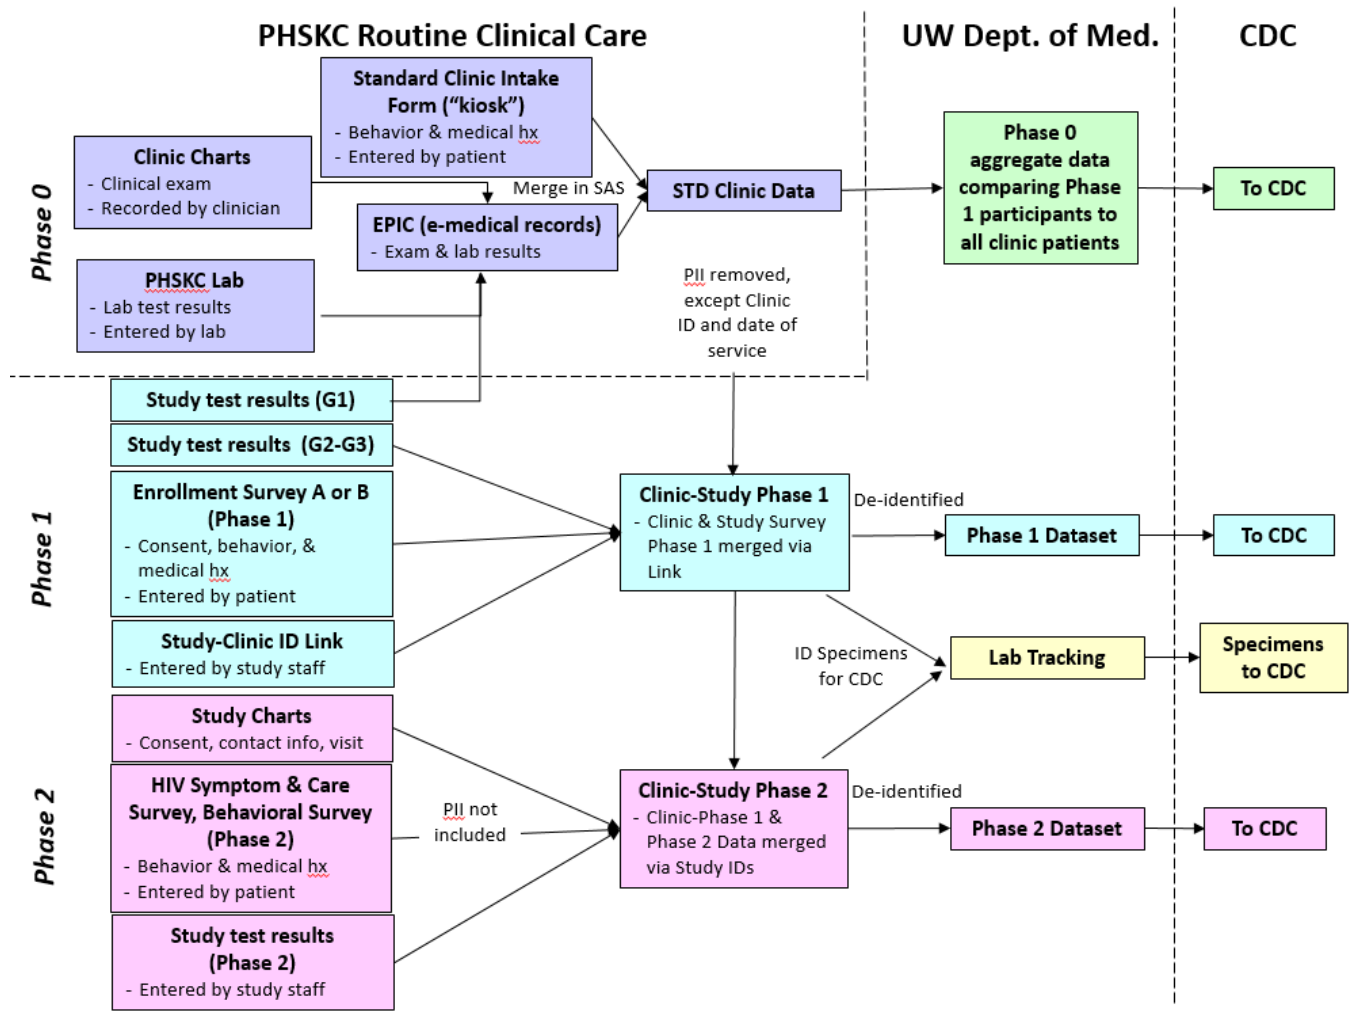 PHSKC Routine Clinical Care
UW Dept. of Med.
CDC
Phase 0
Standard Clinic Intake
Form (“kiosk”)
- Behavior & medical hx
- Entered by patient
Clinic Charts
- Clinical exam
- Recorded by clinician
Merge in SAS
EPIC (e-medical records)
- Exam & lab results
STD Clinic Data
Phase 0
aggregate data
comparing Phase
1 participants to
all clinic patients
To CDC
PHSKC Lab
- Lab test results
- Entered by lab
PII removed,
except Clinic
ID and date of
service
Phase 1
Study test results (G1)
Study test results (G2-G3)
Enrollment Survey A or B
(Phase 1)
- Consent, behavior, &
medical hx
- Entered by patient
Study-Clinic ID Link
- Entered by study staff
Clinic-Study Phase 1
- Clinic & Study Survey
Phase 1 merged via
Link
De-identified
Phase 1 Dataset
To CDC
ID Specimens
for CDC
Lab Tracking
Specimens
to CDC
Phase 2
Study Charts
- Consent, contact info, visit
HIV Symptom & Care
Survey, Behavioral Survey
(Phase 2)
- Behavior & medical hx
- Entered by patient
PII not
included
Study test results
(Phase 2)
- Entered by study staff
Clinic-Study Phase 2
- Clinic-Phase 1 &
Phase 2 Data merged
via Study IDs
De-identified
Phase 2 Dataset
To CDC